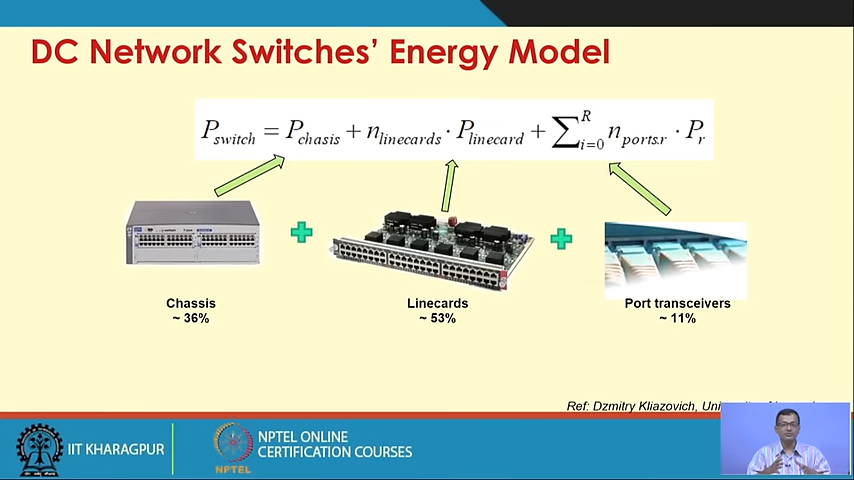 DC Network Switches' Energy Model
P_switch = P_chasis + n_linecards · P_linecard + ∑_{i=0}^{R} n_ports.r · P_r
Chassis
~ 36%
Linecards
~ 53%
Port transceivers
~ 11%
Ref: Dzmitry Kliazovich,
IIT KHARAGPUR
NPTEL
NPTEL ONLINE
CERTIFICATION COURSES